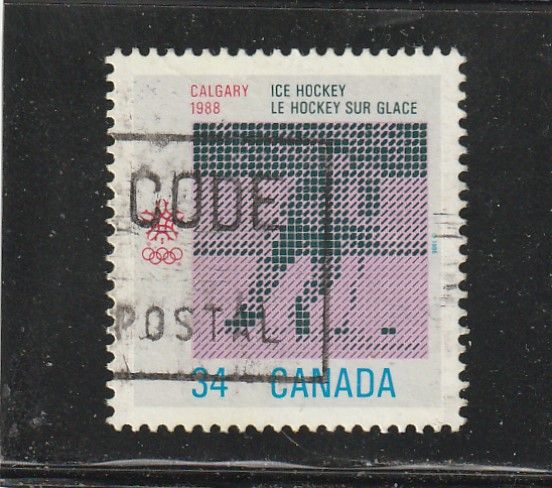 CALGARY
1988
ICE HOCKEY
LE HOCKEY SUR GLACE
CODE
POSTAL
34 CANADA